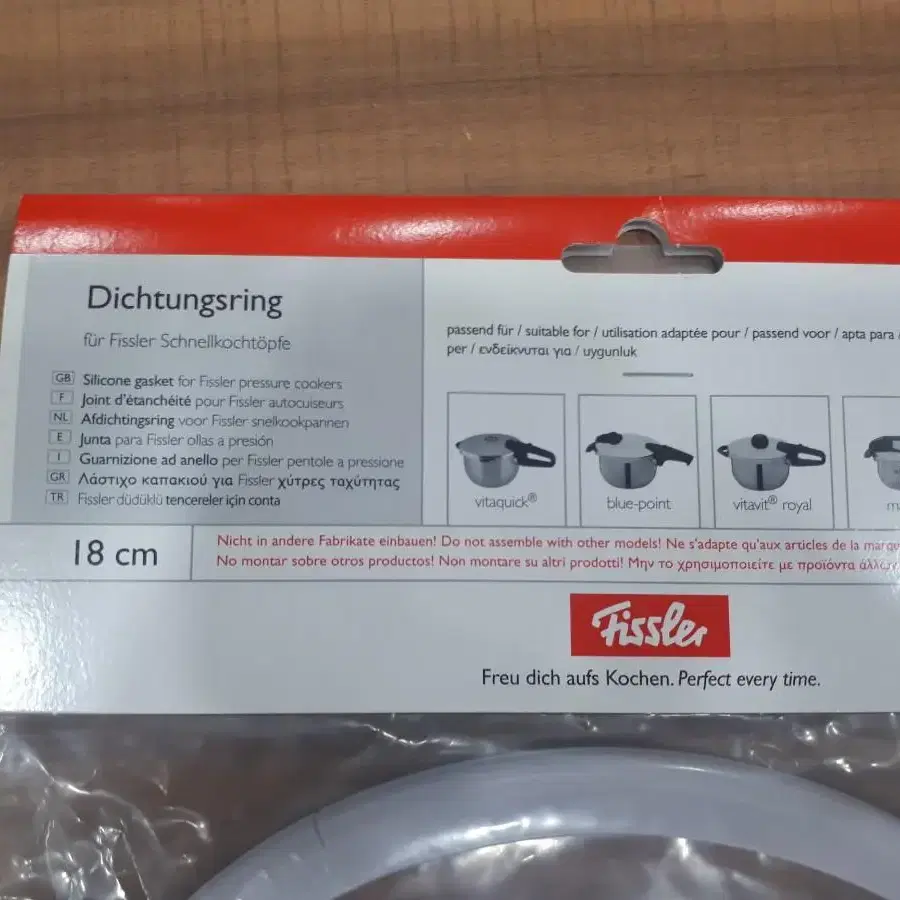 Dichtungsring
für Fissler Schnellkochtöpfe
GB Silicone gasket for Fissler pressure cookers
F Joint d'étanchéité pour Fissler autocuiseurs
NL Afdichtingsring voor Fissler snelkookpannen
E Junta para Fissler ollas a presión
I Guarnizione ad anello per Fissler pentole a pressione
GR Λάστιχο καπακιού για Fissler χύτρες ταχύτητας
TR Fissler düdüklü tencereler için conta
passend für / suitable for / utilisation adaptée pour / passend voor / apta para
per / ενδείκνυται για / uygunluk
vitaquick®
blue-point
vitavit® royal
18 cm
Nicht in andere Fabrikate einbauen! Do not assemble with other models! Ne s'adapte qu'aux articles de la
No montar sobre otros productos! Non montare su altri prodotti! Μην το χρησιμοποιείτε με προϊόντα
Fissler
Freu dich aufs Kochen. Perfect every time.